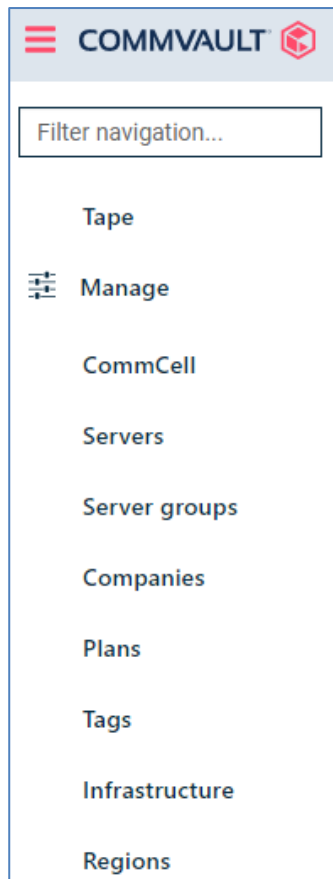 COMMVAULT
Filter navigation...
Tape
Manage
CommCell
Servers
Server groups
Companies
Plans
Tags
Infrastructure
Regions